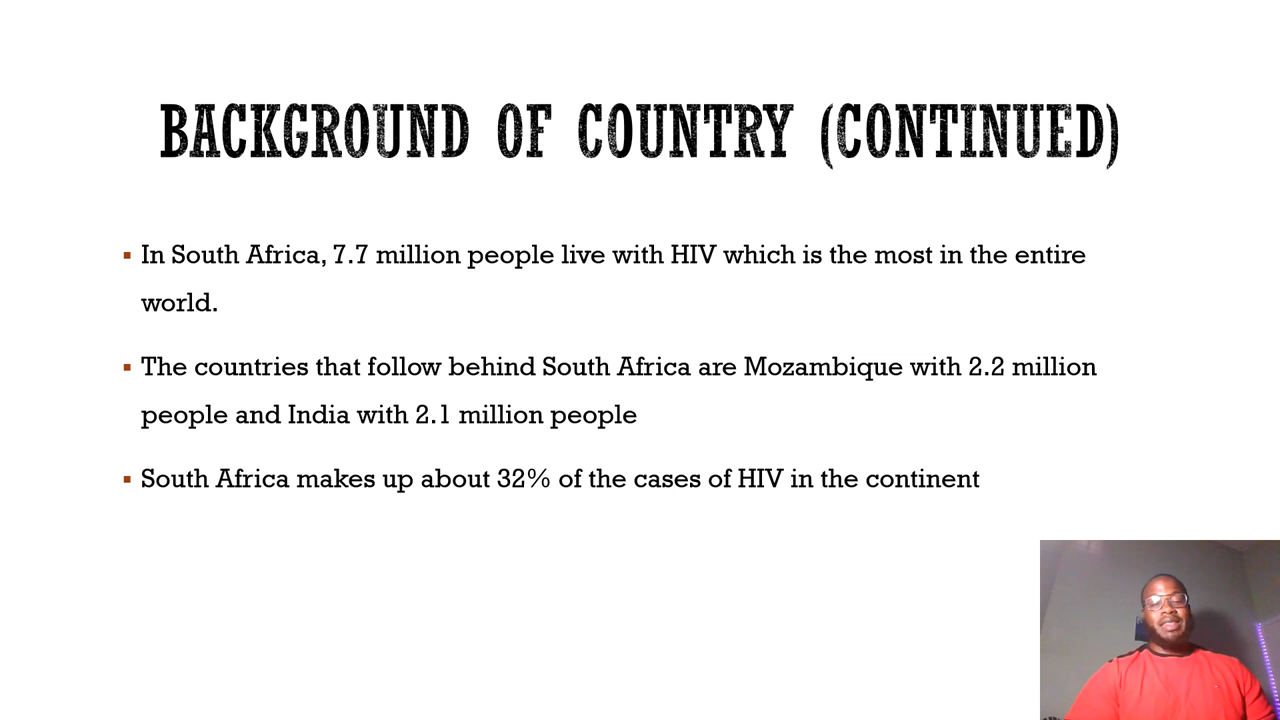 BACKGROUND OF COUNTRY (CONTINUED)
In South Africa, 7.7 million people live with HIV which is the most in the entire
world.
The countries that follow behind South Africa are Mozambique with 2.2 million
people and India with 2.1 million people
South Africa makes up about 32% of the cases of HIV in the continent